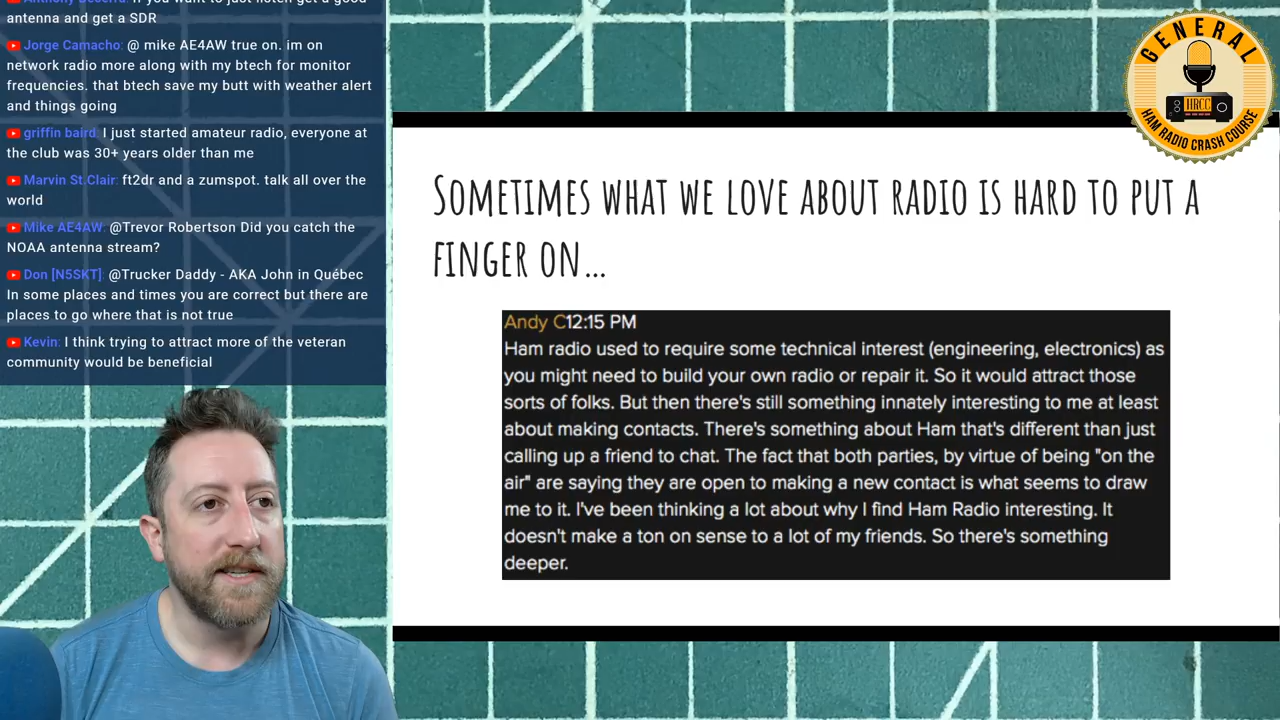 antenna and get a SDR
Jorge Camacho: @ mike AE4AW true on. im on
network radio more along with my btech for monitor
frequencies. that btech save my butt with weather alert
and things going
griffin baird: I just started amateur radio, everyone at
the club was 30+ years older than me
Marvin St.Clair: ft2dr and a zumspot. talk all over the
world
Mike AE4AW: @Trevor Robertson Did you catch the
NOAA antenna stream?
Don [N5SKT]: @Trucker Daddy - AKA John in Québec
In some places and times you are correct but there are
places to go where that is not true
Kevin: I think trying to attract more of the veteran
community would be beneficial
GENERAL
HRCC
HAM RADIO CRASH COURSE
SOMETIMES WHAT WE LOVE ABOUT RADIO IS HARD TO PUT A
FINGER ON...
Andy C12:15 PM
Ham radio used to require some technical interest (engineering, electronics) as
you might need to build your own radio or repair it. So it would attract those
sorts of folks. But then there's still something innately interesting to me at least
about making contacts. There's something about Ham that's different than just
calling up a friend to chat. The fact that both parties, by virtue of being "on the
air" are saying they are open to making a new contact is what seems to draw
me to it. I've been thinking a lot about why I find Ham Radio interesting. It
doesn't make a ton on sense to a lot of my friends. So there's something
deeper.